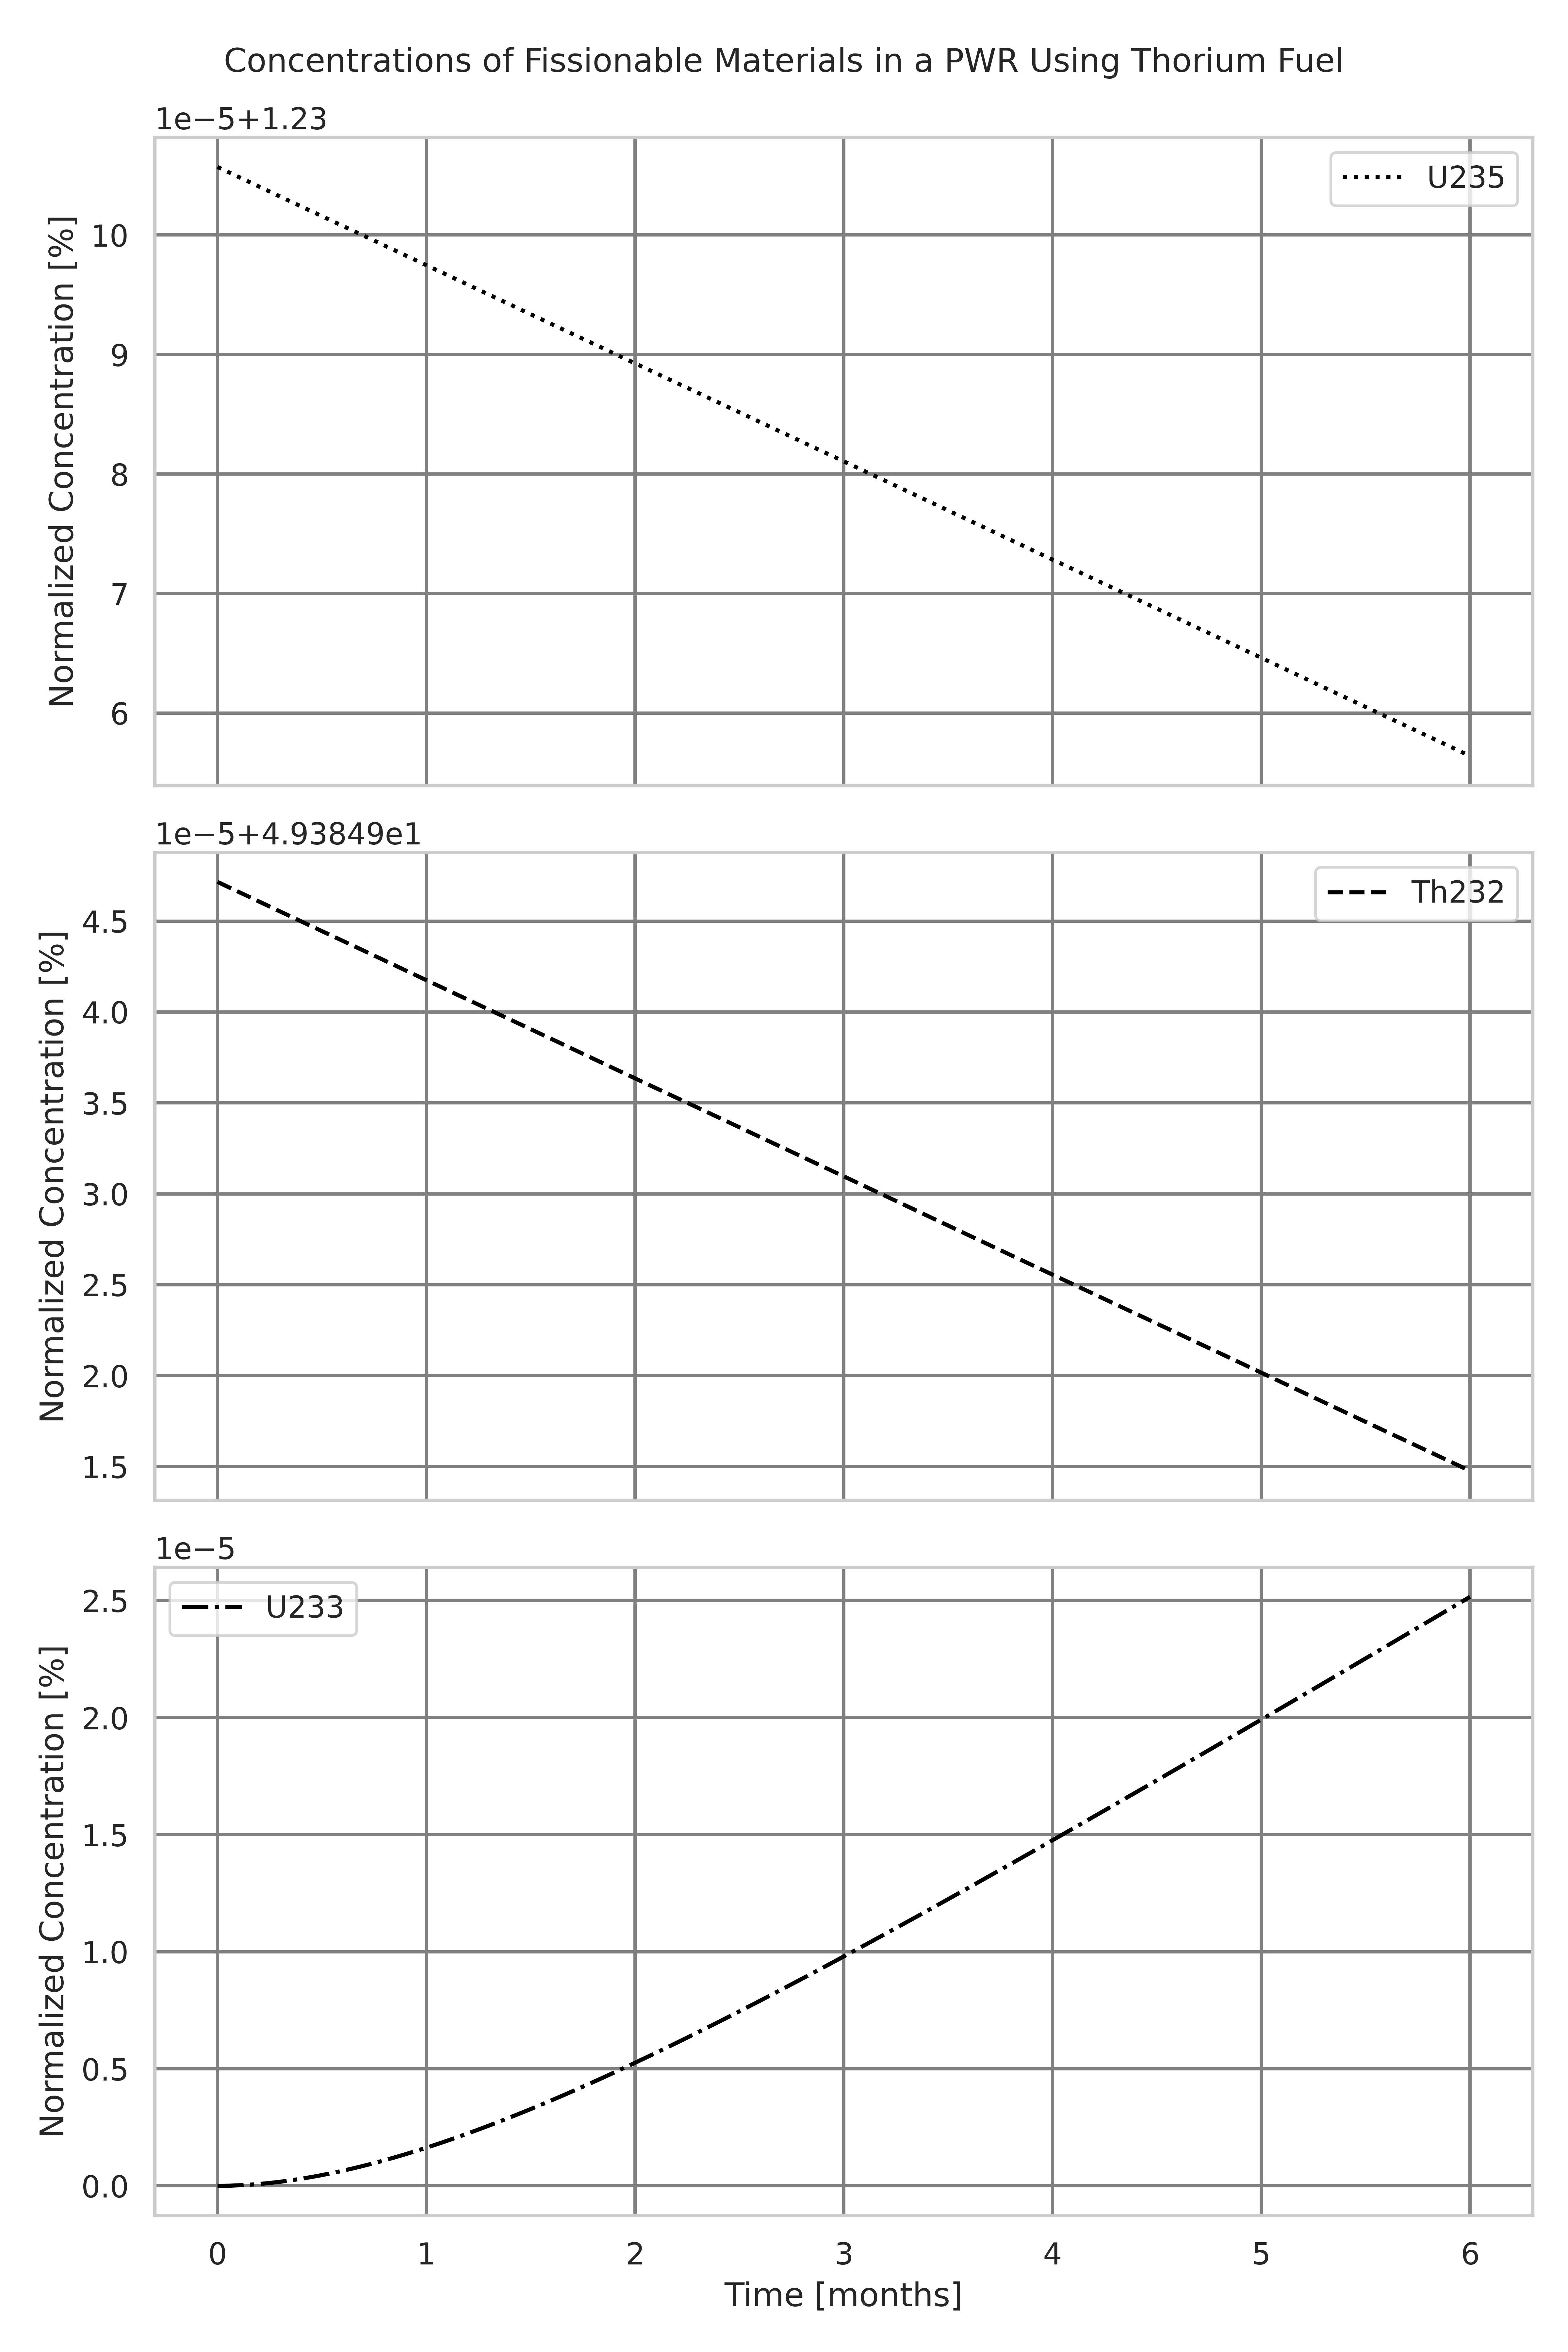 Concentrations of Fissionable Materials in a PWR Using Thorium Fuel
1e−5+1.23
U235
Normalized Concentration [%]
10
9
8
7
6
1e−5+4.93849e1
Th232
Normalized Concentration [%]
4.5
4.0
3.5
3.0
2.5
2.0
1.5
1e−5
U233
Normalized Concentration [%]
2.5
2.0
1.5
1.0
0.5
0.0
0 1 2 3 4 5 6
Time [months]